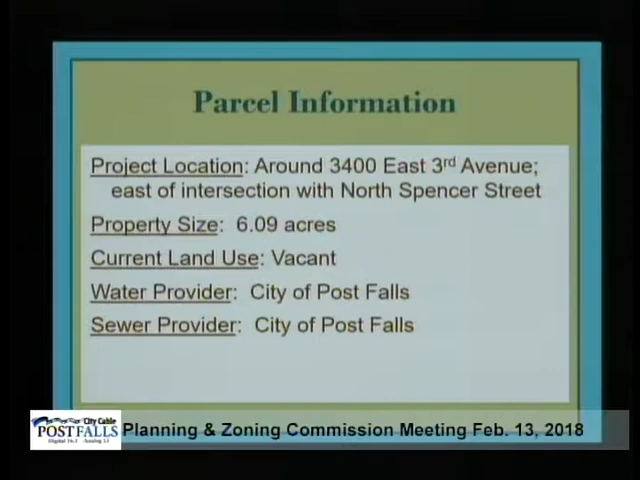 Parcel Information
Project Location: Around 3400 East 3rd Avenue;
east of intersection with North Spencer Street
Property Size: 6.09 acres
Current Land Use: Vacant
Water Provider: City of Post Falls
Sewer Provider: City of Post Falls
City Cable
POST FALLS
Planning & Zoning Commission Meeting Feb. 13, 2018